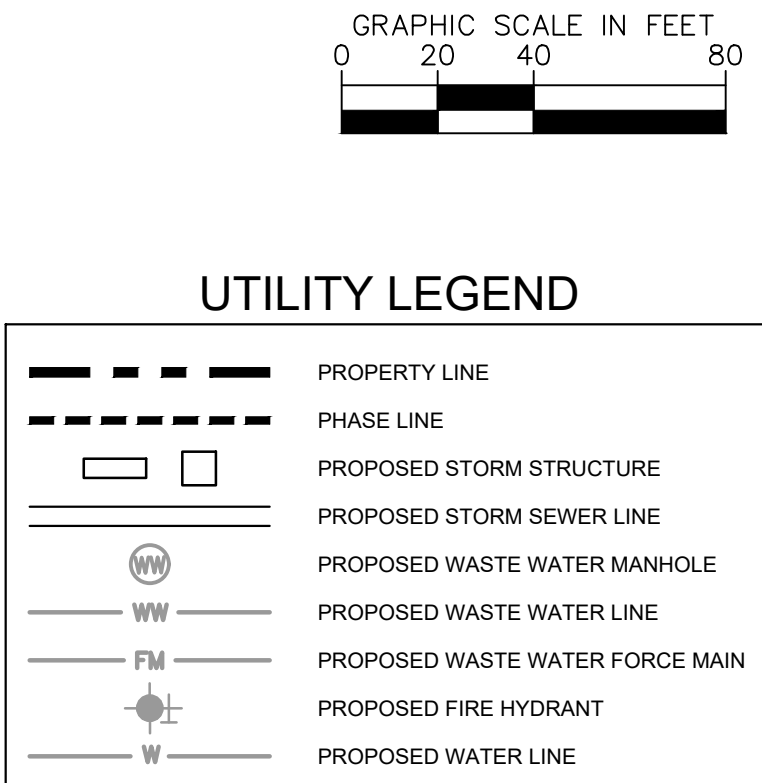 GRAPHIC SCALE IN FEET
0 20 40 80
UTILITY LEGEND
PROPERTY LINE
PHASE LINE
PROPOSED STORM STRUCTURE
PROPOSED STORM SEWER LINE
WW PROPOSED WASTE WATER MANHOLE
WW PROPOSED WASTE WATER LINE
FM PROPOSED WASTE WATER FORCE MAIN
PROPOSED FIRE HYDRANT
W PROPOSED WATER LINE